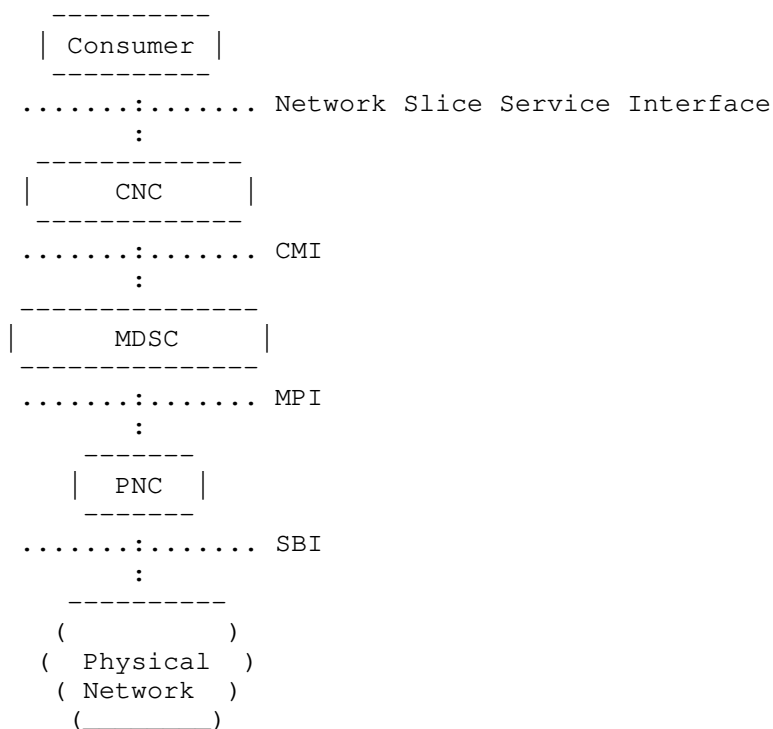 Consumer
Network Slice Service Interface
CNC
CMI
MDSC
MPI
PNC
SBI
Physical
Network